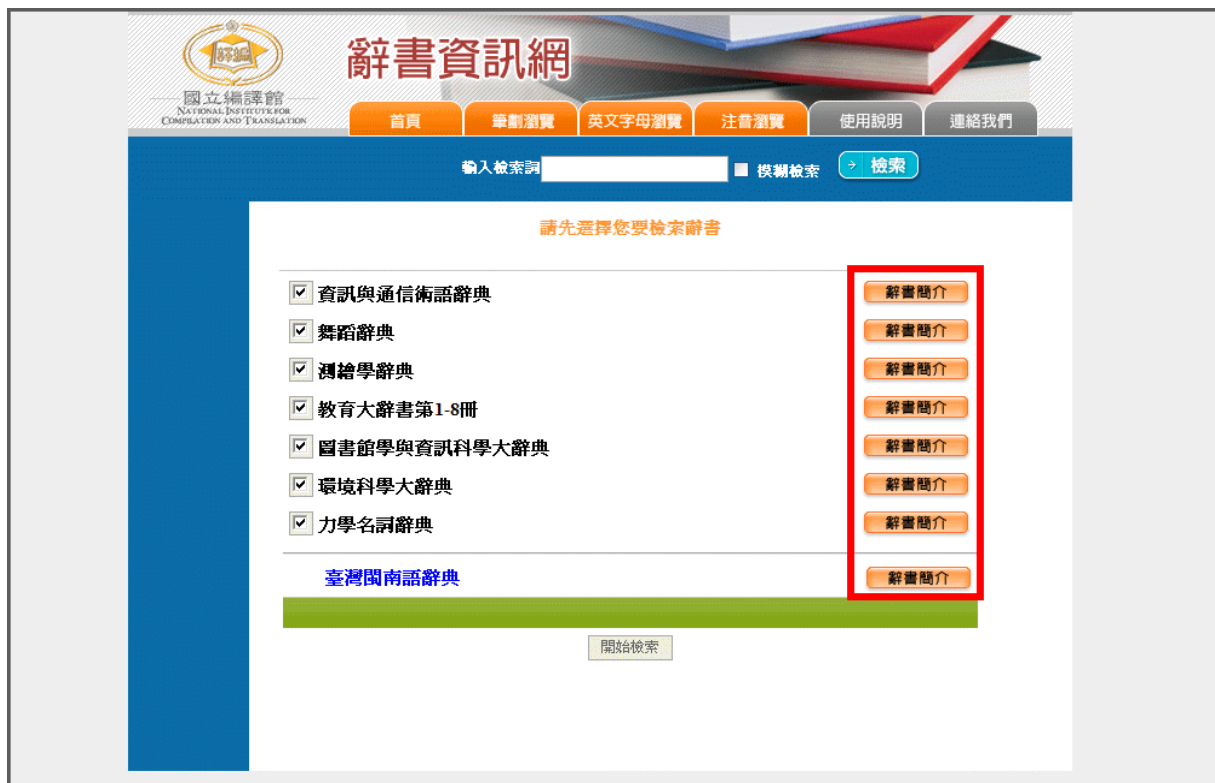 辭書資訊網
國立編譯館
NATIONAL INSTITUTE FOR
COMPILATION AND TRANSLATION
首頁 筆劃瀏覽 英文字母瀏覽 注音瀏覽 使用說明 連絡我們
輸入檢索詞 模糊檢索 檢索
請先選擇您要檢索辭書
資訊與通信術語辭典 辭書簡介
舞蹈辭典 辭書簡介
測繪學辭典 辭書簡介
教育大辭書第1-8冊 辭書簡介
圖書館學與資訊科學大辭典 辭書簡介
環境科學大辭典 辭書簡介
力學名詞辭典 辭書簡介
臺灣閩南語辭典 辭書簡介
開始檢索